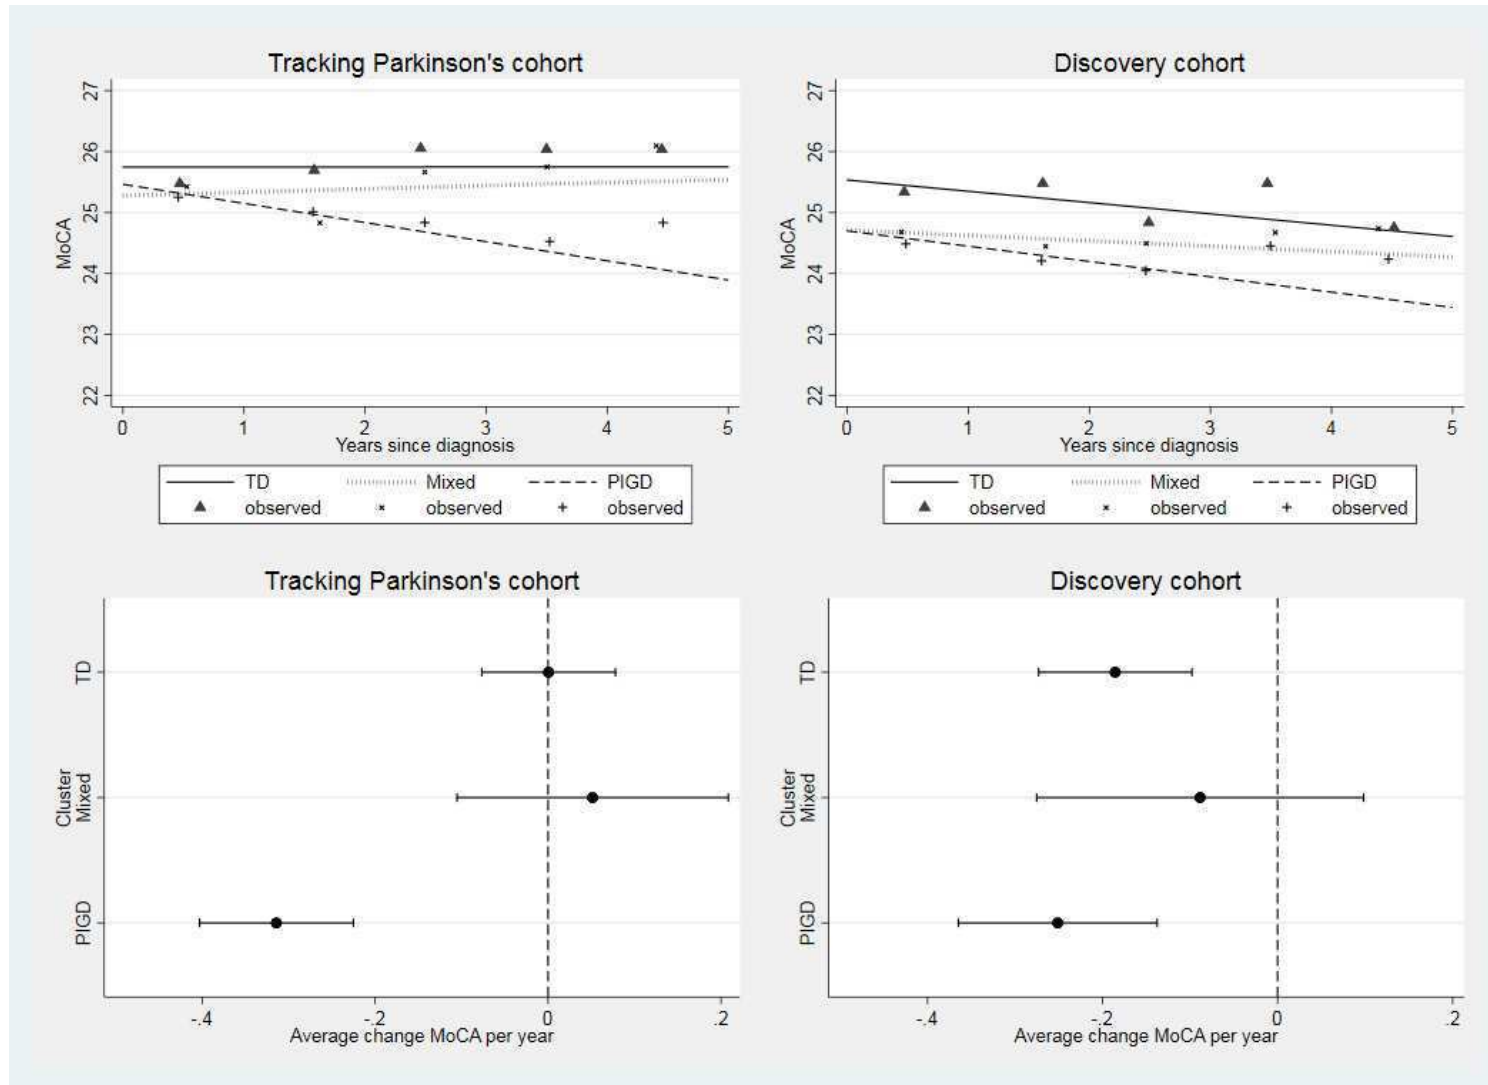 Tracking Parkinson's cohort
27
26
25
24
23
22
MoCA
0 1 2 3 4 5
Years since diagnosis
TD Mixed PIGD
observed observed observed
Discovery cohort
27
26
25
24
23
22
MoCA
0 1 2 3 4 5
Years since diagnosis
TD Mixed PIGD
observed observed observed
Tracking Parkinson's cohort
TD
Mixed
PIGD
Cluster
-.4 -.2 0 .2
Average change MoCA per year
Discovery cohort
TD
Mixed
PIGD
Cluster
-.4 -.2 0 .2
Average change MoCA per year